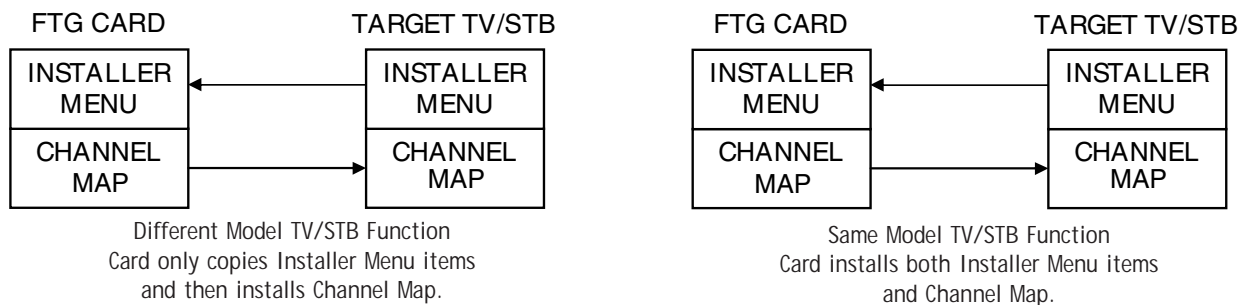 FTG CARD
TARGET TV/STB
INSTALLER
MENU
INSTALLER
MENU
CHANNEL
MAP
CHANNEL
MAP
Different Model TV/STB Function
Card only copies Installer Menu items
and then installs Channel Map.
FTG CARD
TARGET TV/STB
INSTALLER
MENU
INSTALLER
MENU
CHANNEL
MAP
CHANNEL
MAP
Same Model TV/STB Function
Card installs both Installer Menu items
and Channel Map.